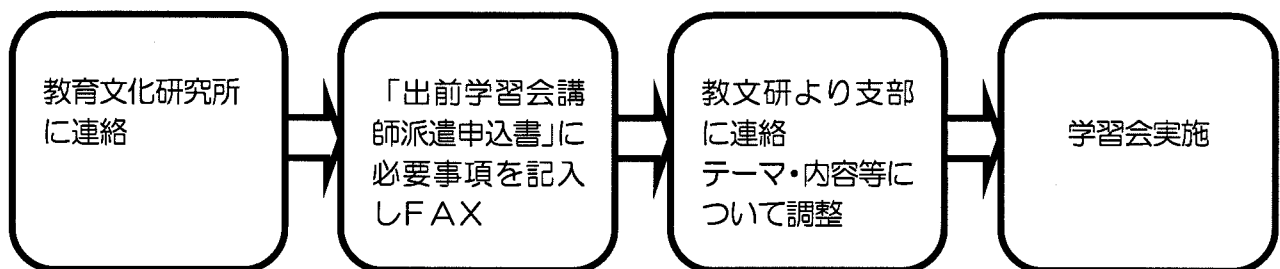 教育文化研究所
に連絡
「出前学習会講
師派遣申込書」に
必要事項を記入
しFAX
教文研より支部
に連絡
テーマ・内容等に
ついて調整
学習会実施